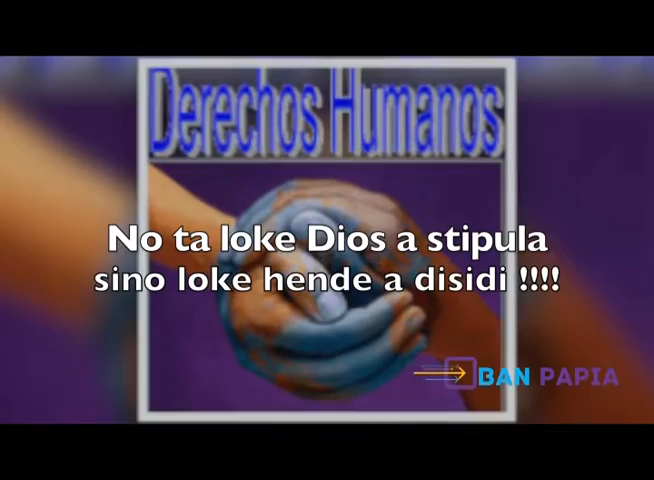 Derechos Humanos
No ta loke Dios a stipula
sino loke hende a disidi !!!!
BAN PAPIA